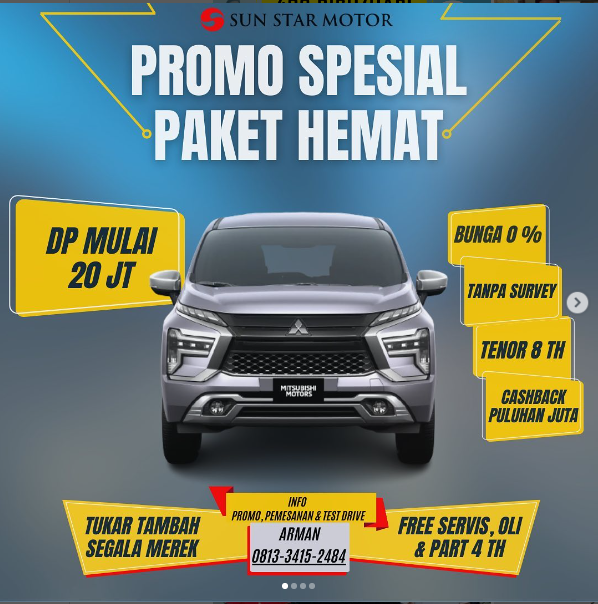 SUN STAR MOTOR
PROMO SPESIAL
PAKET HEMAT
DP MULAI
20 JT
BUNGA 0 %
TANPA SURVEY
TENOR 8 TH
CASHBACK
PULUHAN JUTA
MITSUBISHI
MOTORS
TUKAR TAMBAH
SEGALA MEREK
INFO
PROMO, PEMESANAN & TEST DRIVE
ARMAN
0813-3415-2484
FREE SERVIS, OLI
& PART 4 TH